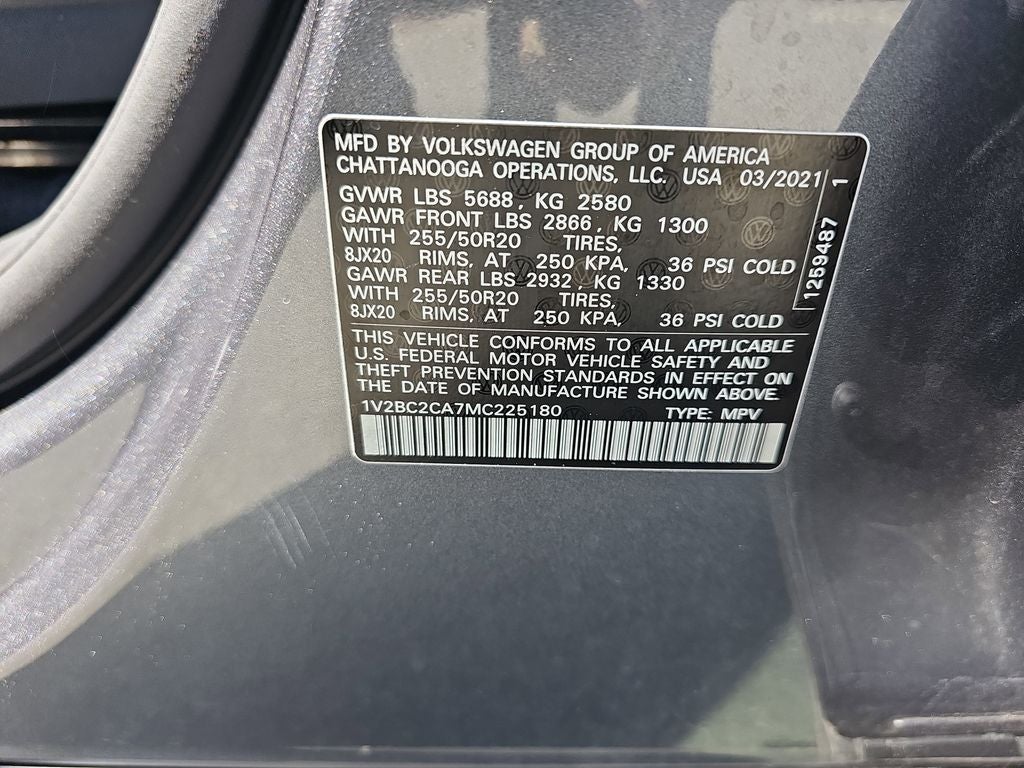 MFD BY VOLKSWAGEN GROUP OF AMERICA
CHATTANOOGA OPERATIONS, LLC, USA 03/2021
GVWR LBS 5688, KG 2580
GAWR FRONT LBS 2866, KG 1300
WITH 255/50R20 TIRES,
8JX20 RIMS, AT 250 KPA, 36 PSI COLD
GAWR REAR LBS 2932, KG 1330
WITH 255/50R20 TIRES,
8JX20 RIMS, AT 250 KPA, 36 PSI COLD
THIS VEHICLE CONFORMS TO ALL APPLICABLE
U.S. FEDERAL MOTOR VEHICLE SAFETY AND
THEFT PREVENTION STANDARDS IN EFFECT ON
THE DATE OF MANUFACTURE SHOWN ABOVE.
1V2BC2CA7MC225180 TYPE: MPV
1259467 1